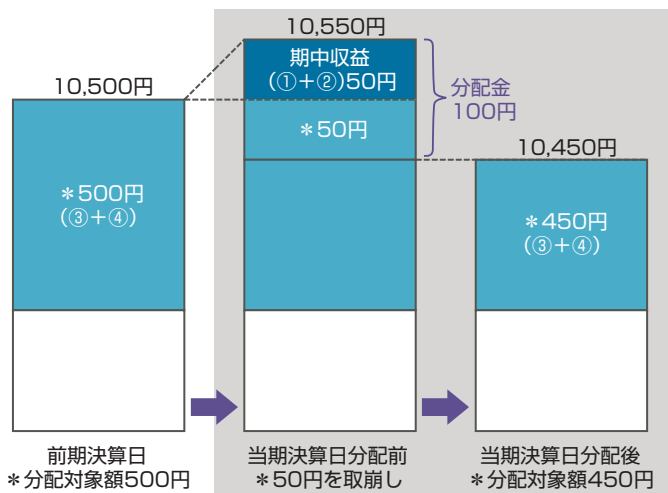 10,550円
期中収益
(①+②)50円
10,500円
分配金
100円
*50円
10,450円
*500円
(③+④)
*450円
(③+④)
前期決算日
*分配対象額500円
当期決算日分配前
*50円を取崩し
当期決算日分配後
*分配対象額450円